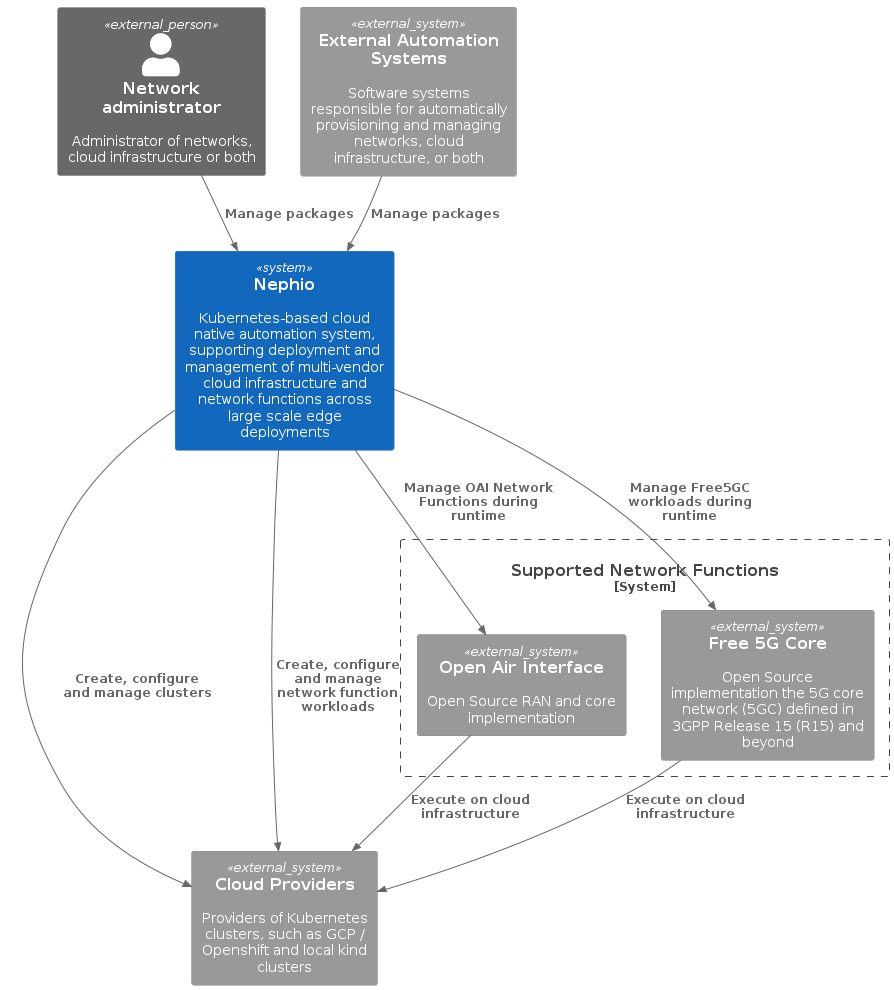 «external_person»
Network
administrator
Administrator of networks,
cloud infrastructure or both
«external_system»
External Automation
Systems
Software systems
responsible for automatically
provisioning and managing
networks, cloud
infrastructure, or both
Manage packages
Manage packages
«system»
Nephio
Kubernetes-based cloud
native automation system,
supporting deployment and
management of multi-vendor
cloud infrastructure and
network functions across
large scale edge
deployments
Manage OAI Network
Functions during
runtime
Manage Free5GC
workloads during
runtime
Supported Network Functions
[System]
«external_system»
Open Air Interface
Open Source RAN and core
implementation
«external_system»
Free 5G Core
Open Source
implementation the 5G core
network (5GC) defined in
3GPP Release 15 (R15) and
beyond
Create, configure
and manage clusters
Create, configure
and manage
network function
workloads
Execute on cloud
infrastructure
Execute on cloud
infrastructure
«external_system»
Cloud Providers
Providers of Kubernetes
clusters, such as GCP /
Openshift and local kind
clusters